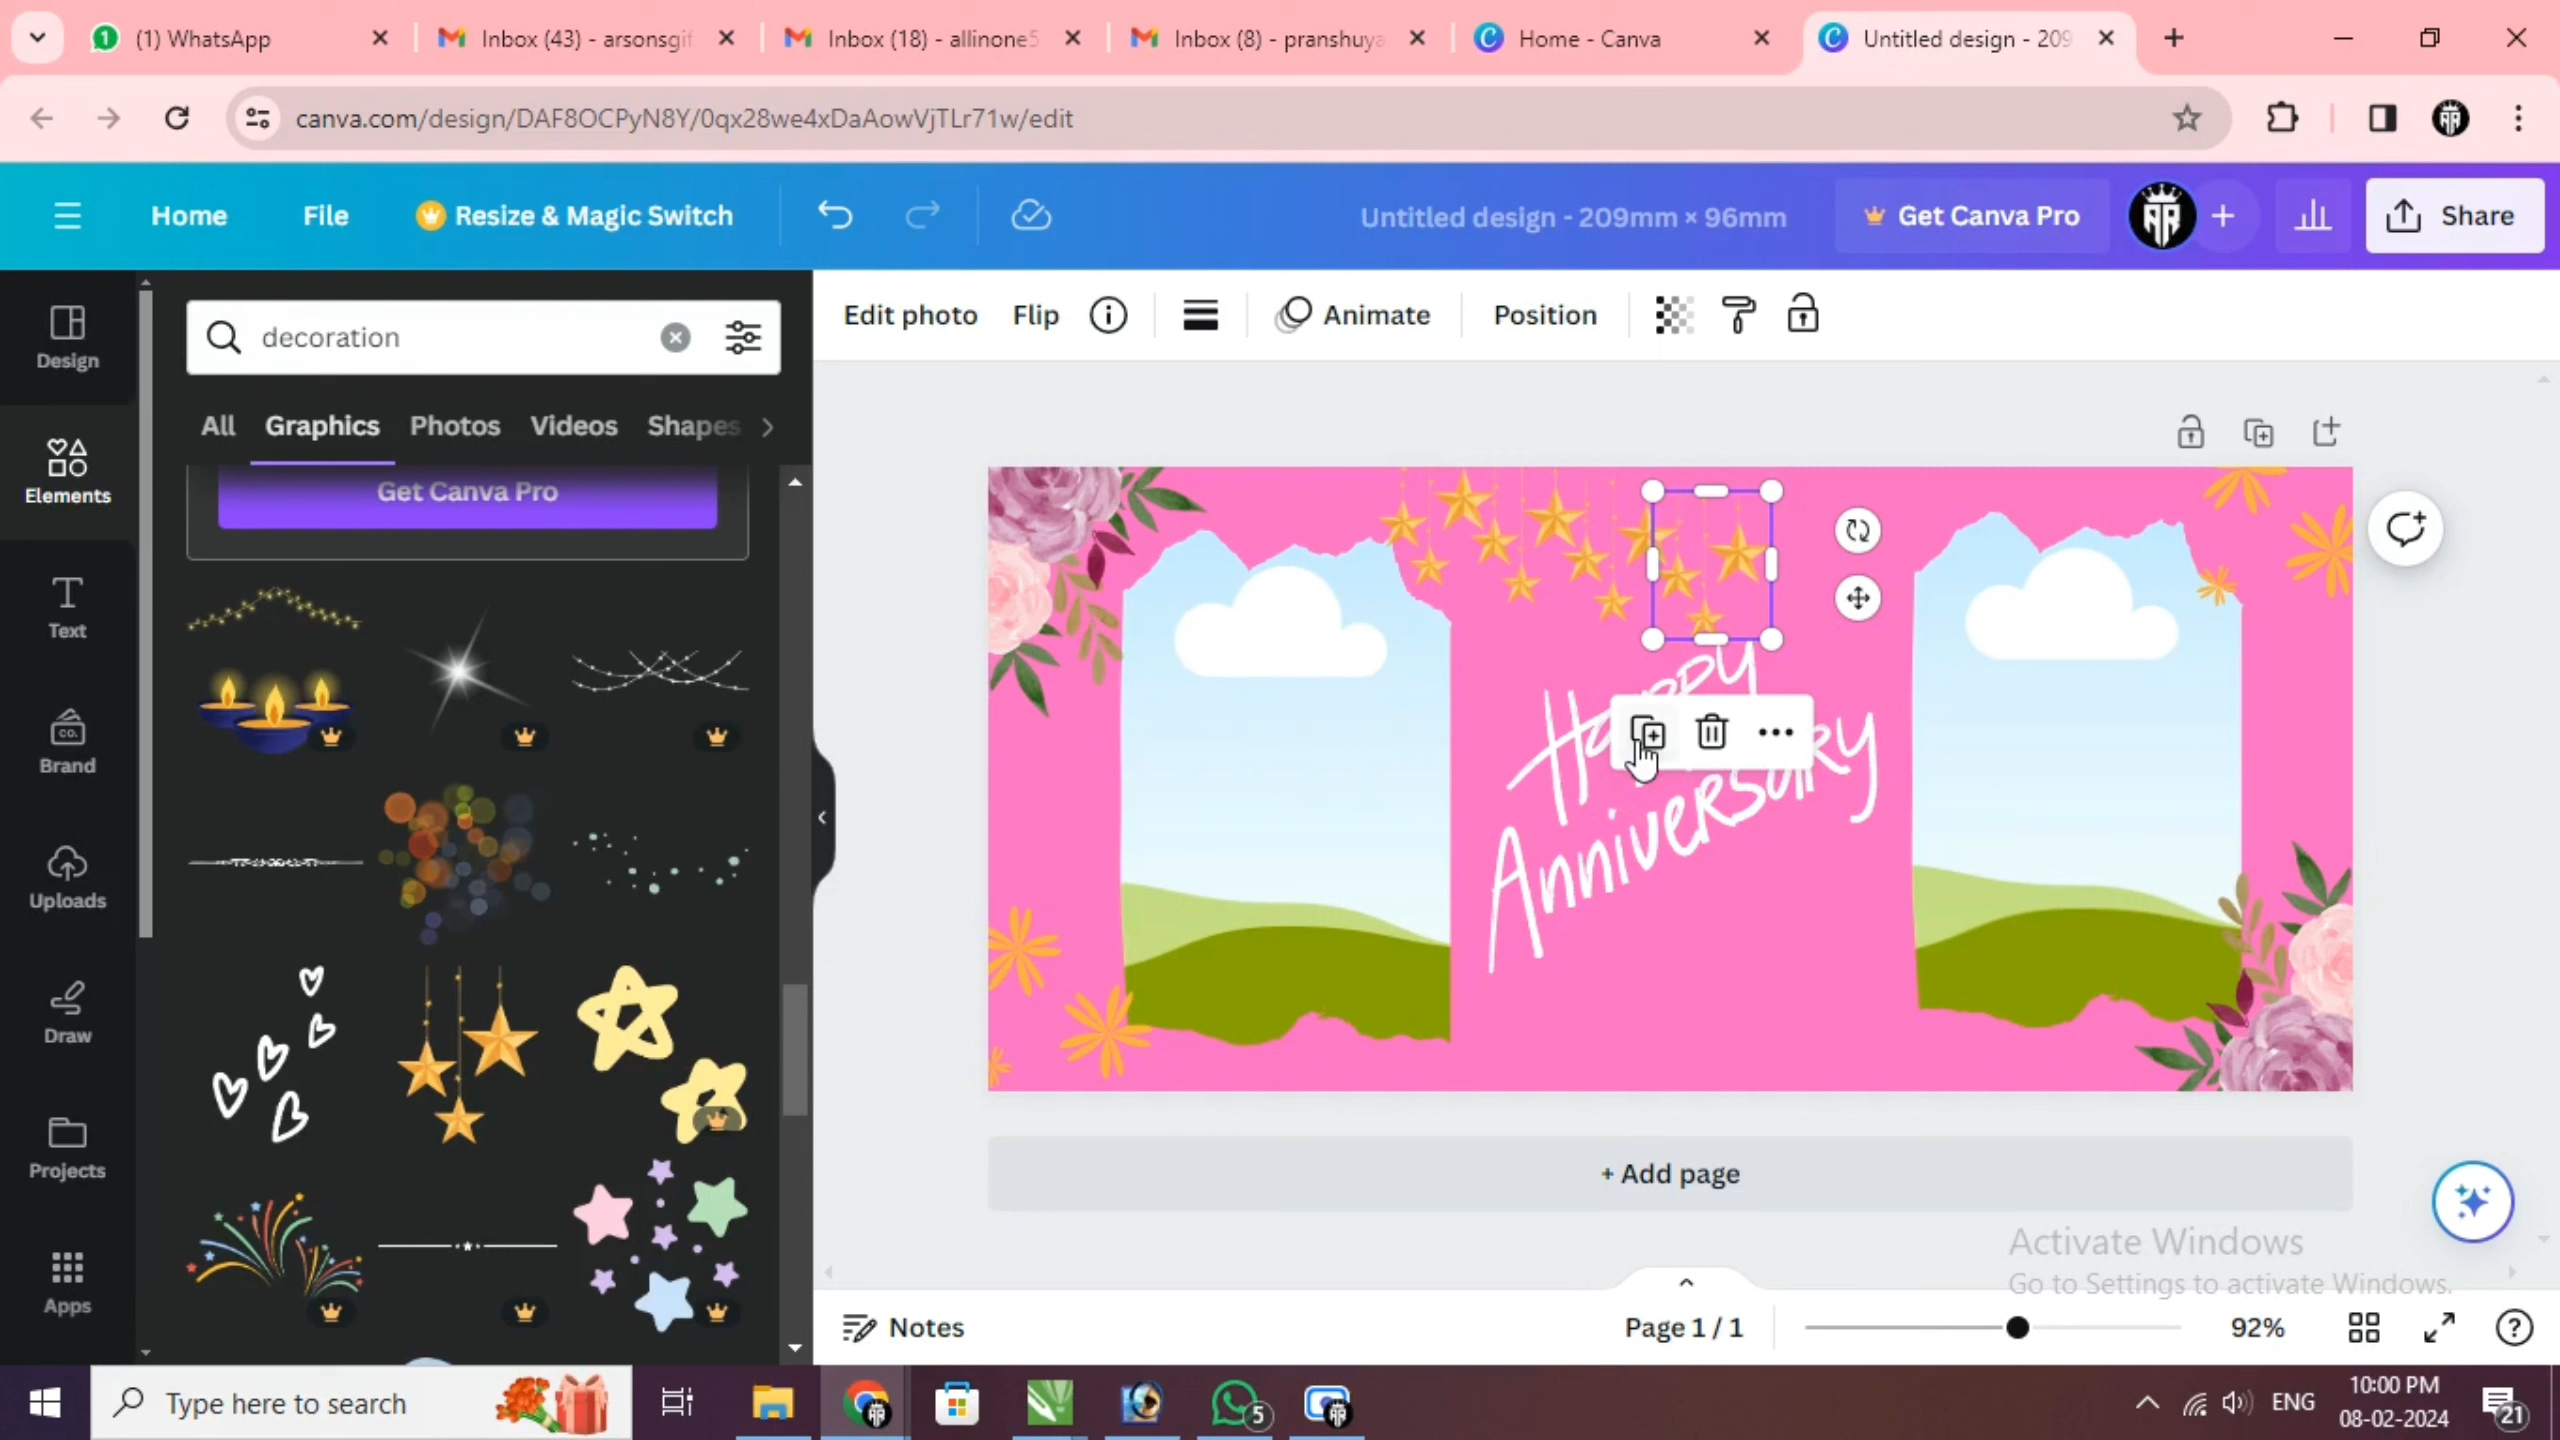 (1) WhatsApp
Inbox (43) - arsonsgif
Inbox (18) - allinone5
Inbox (8) - pranshuya
Home - Canva
Untitled design - 209
canva.com/design/DAF8OCPyN8Y/0qx28we4xDaAowVjTLr71w/edit
Home
File
Resize & Magic Switch
Untitled design - 209mm × 96mm
Get Canva Pro
Share
Design
Elements
Text
Brand
Uploads
Draw
Projects
Apps
decoration
All Graphics Photos Videos Shapes
Get Canva Pro
Edit photo
Flip
Animate
Position
Happy
Anniversary
+ Add page
Activate Windows
Go to Settings to activate Windows.
Notes
Page 1 / 1
92%
Type here to search
5
ENG
10:00 PM
08-02-2024
21